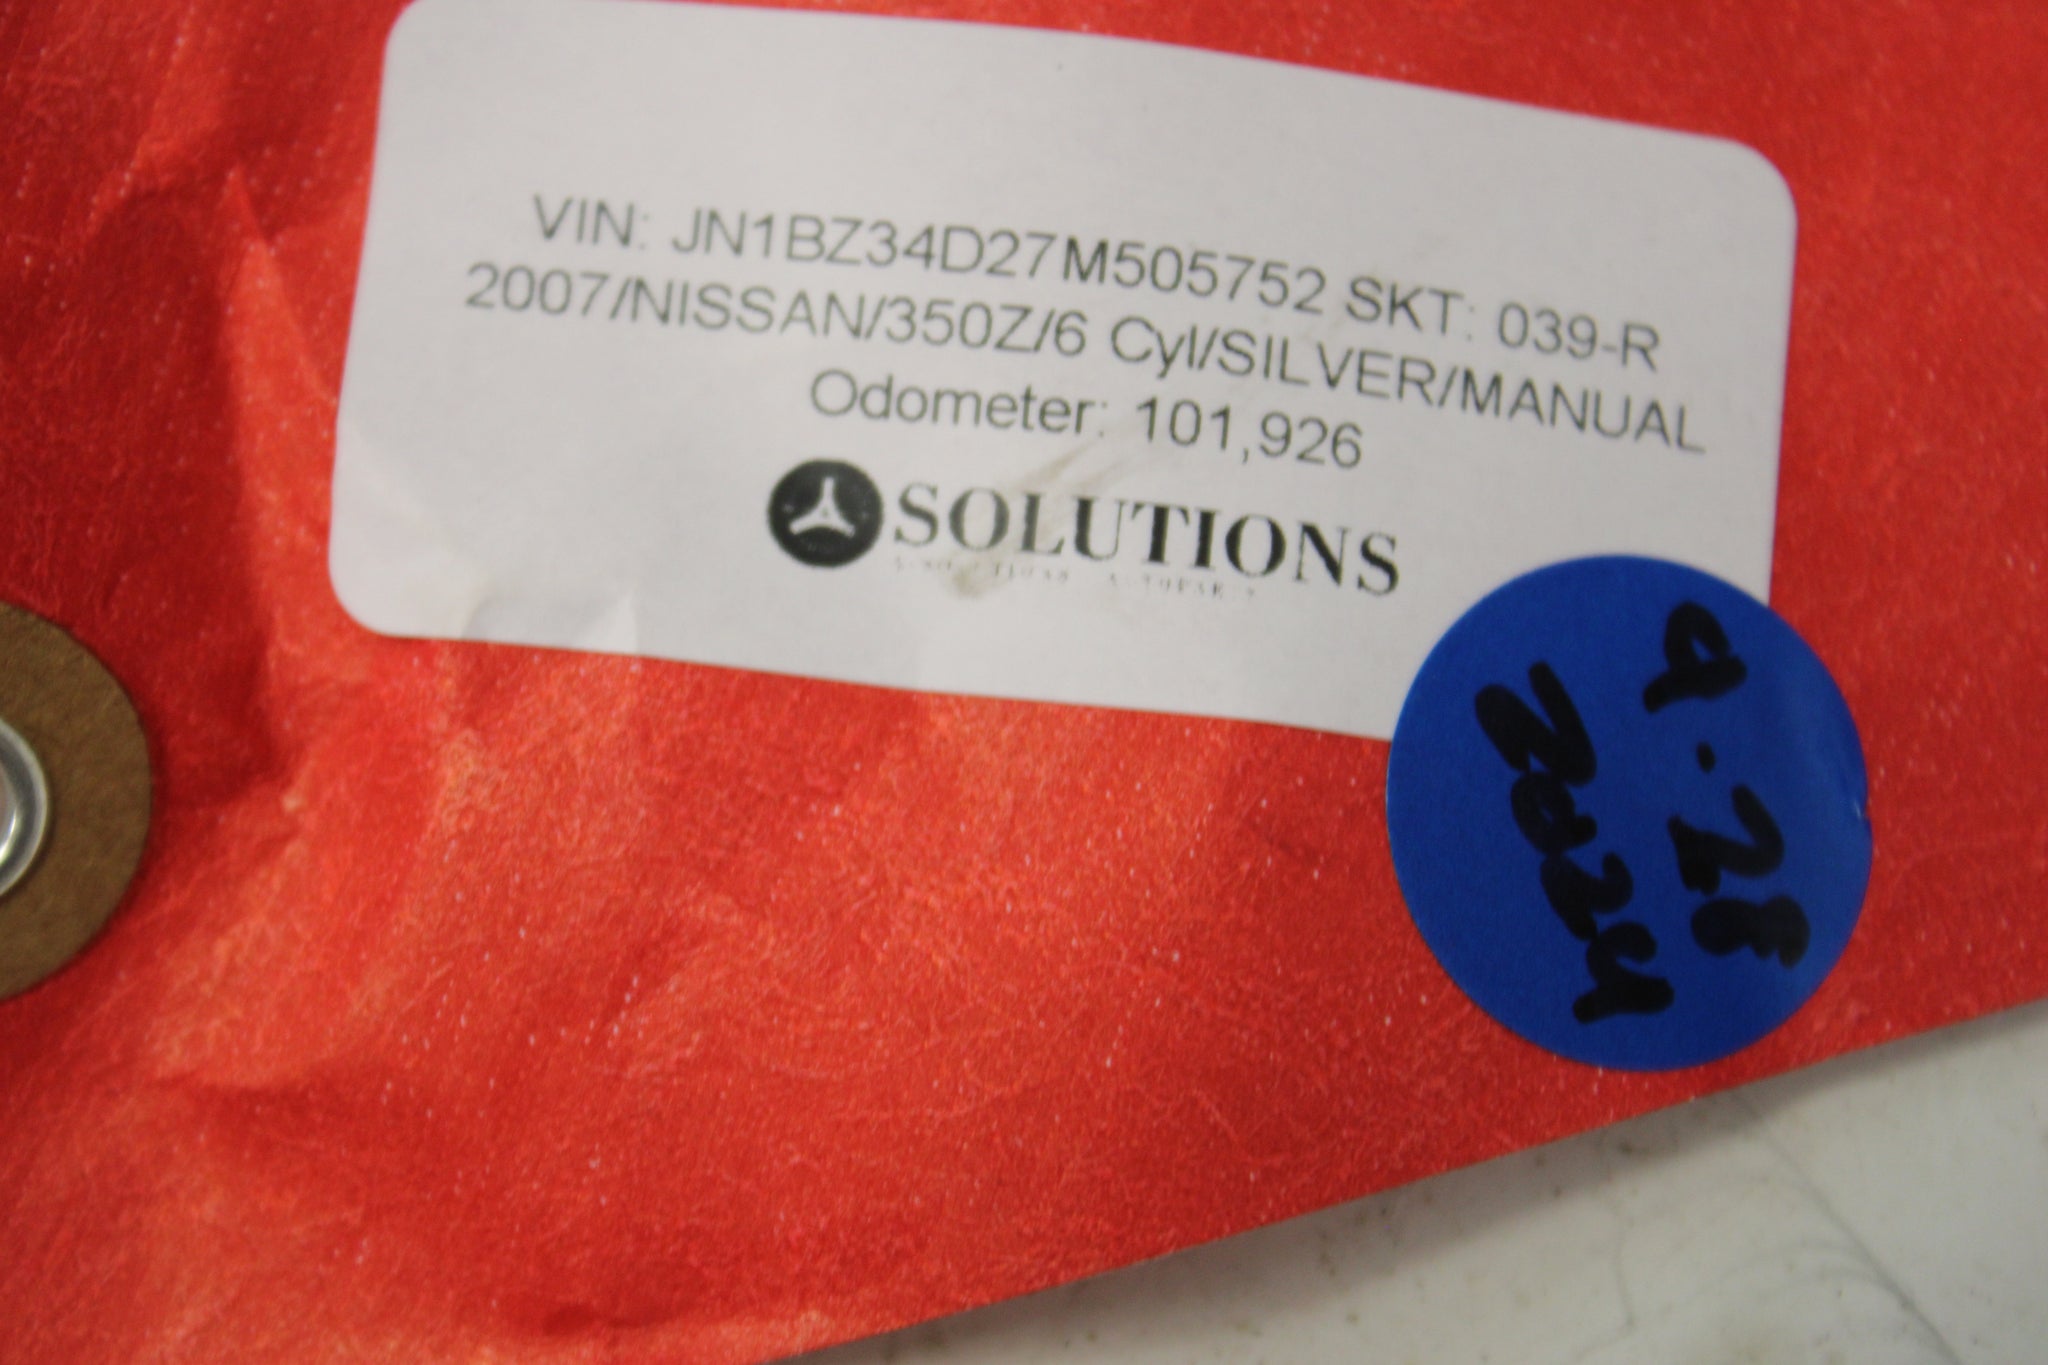 VIN: JN1BZ34D27M505752 SKT: 039-R
2007/NISSAN/350Z/6 Cyl/SILVER/MANUAL
Odometer: 101,926
SOLUTIONS
9.28
2024